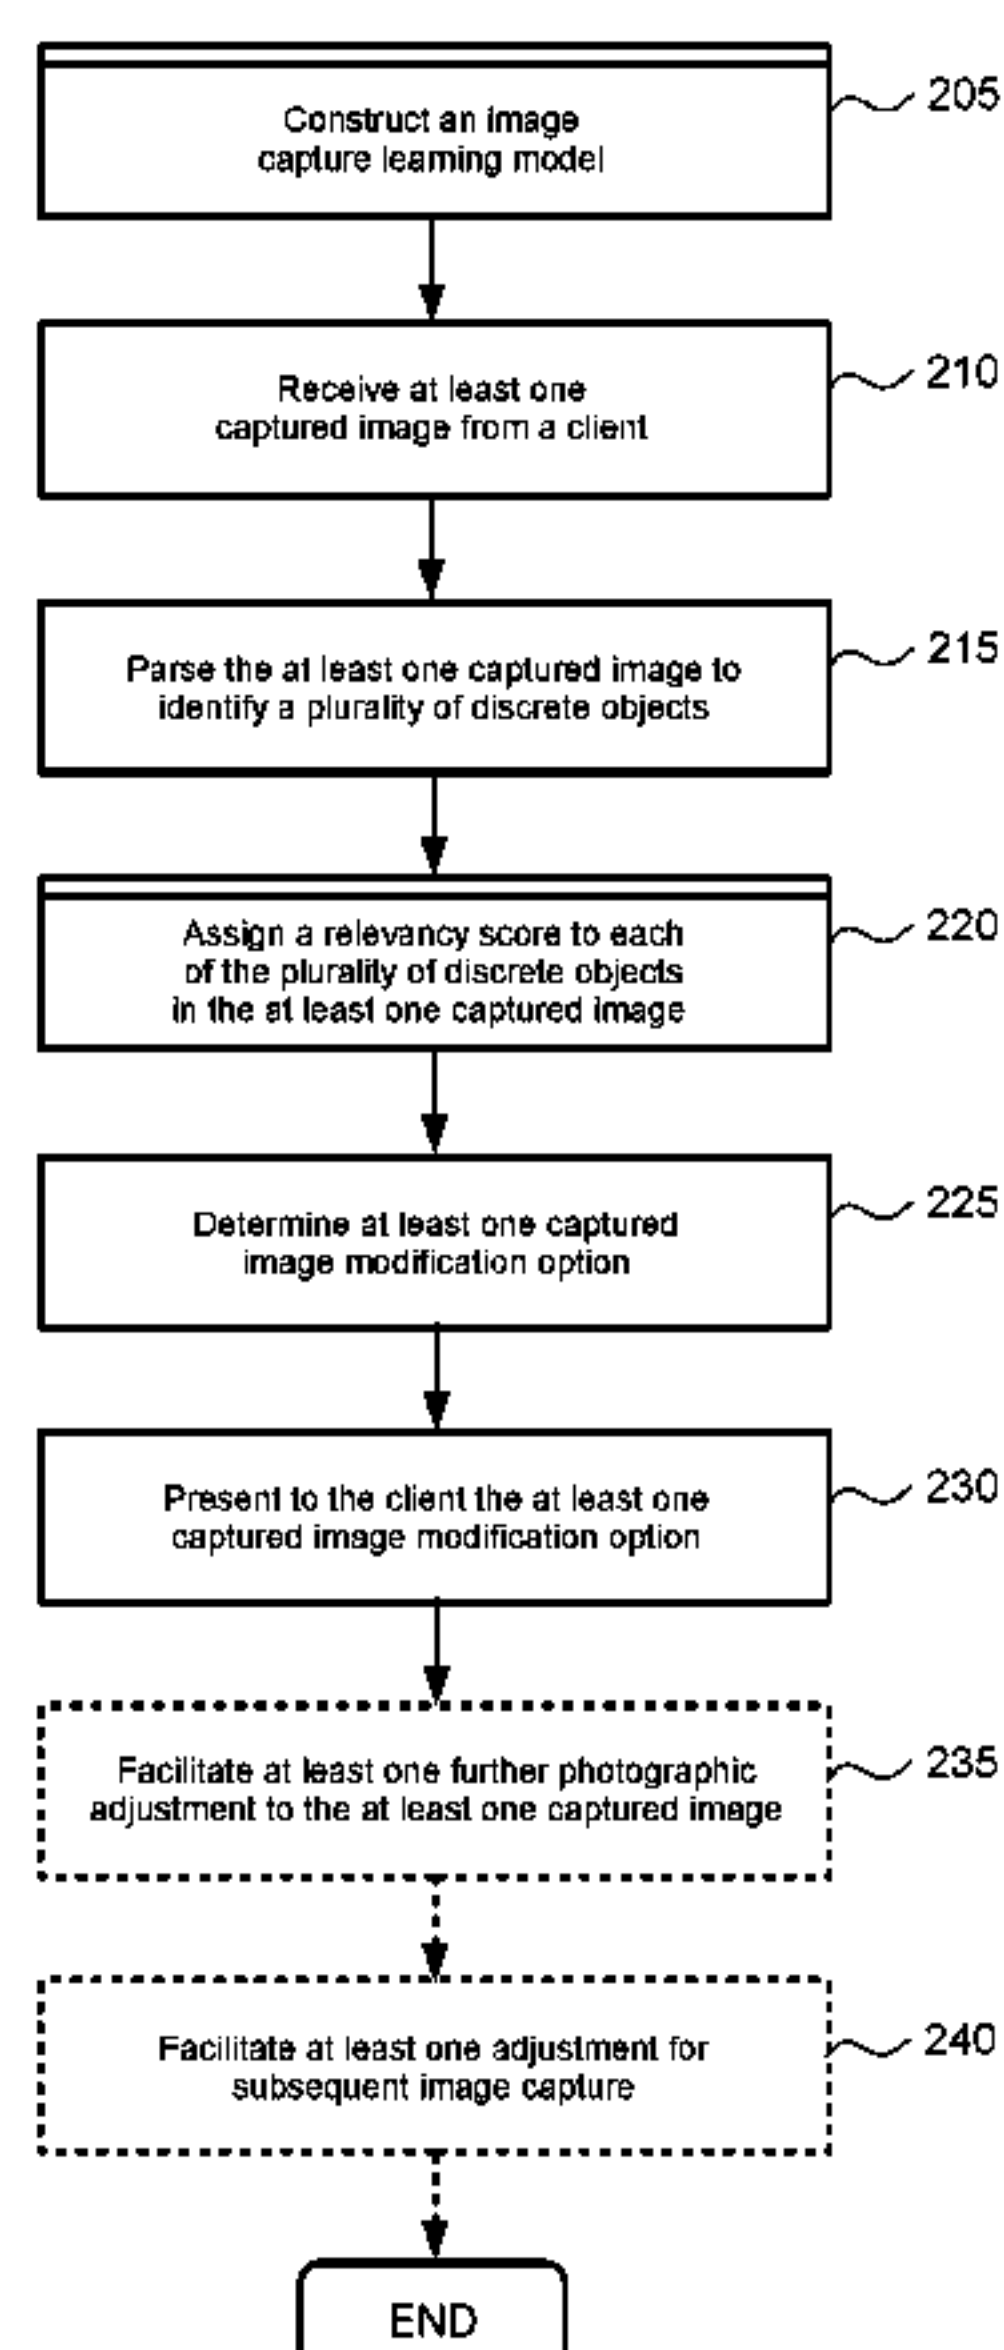 Construct an image
capture learning model
205
Receive at least one
captured image from a client
210
Parse the at least one captured image to
identify a plurality of discrete objects
215
Assign a relevancy score to each
of the plurality of discrete objects
in the at least one captured image
220
Determine at least one captured
image modification option
225
Present to the client the at least one
captured image modification option
230
Facilitate at least one further photographic
adjustment to the at least one captured image
235
Facilitate at least one adjustment for
subsequent image capture
240
END